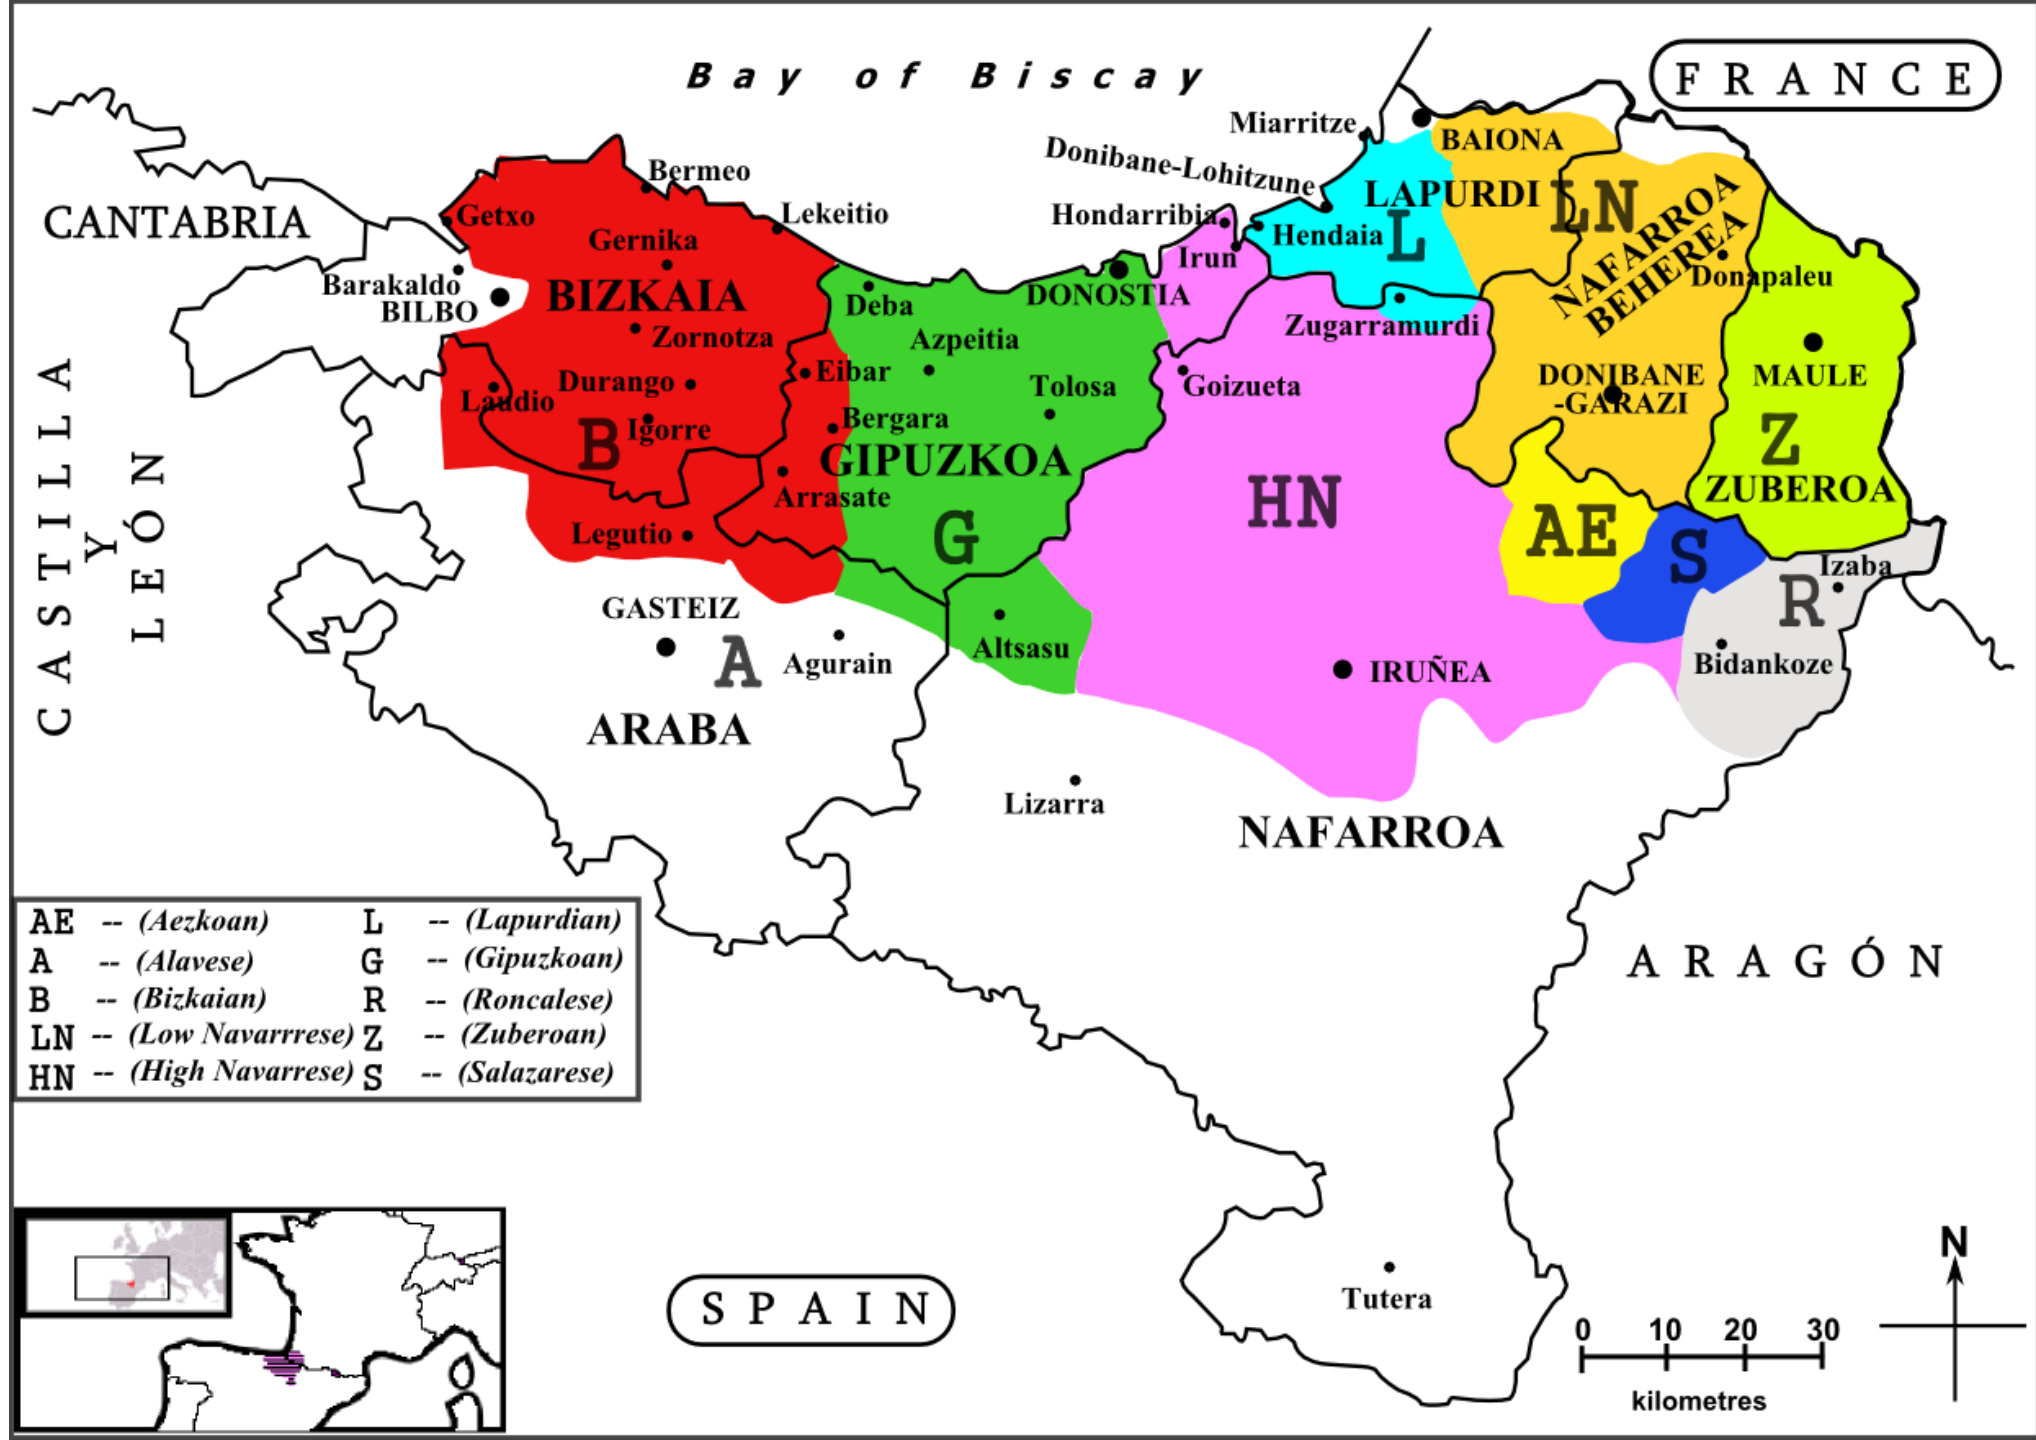 Bay of Biscay
FRANCE
Miarritze
BAIONA
Donibane-Lohitzune
Bermeo
LAPURDI
LN
NAFARROA
BEHEREA
CANTABRIA
Getxo
Lekeitio
Hondarribia
L
Hendaia
Gernika
Irun
Donapaleu
Barakaldo
BILBO
BIZKAIA
Deba
DONOSTIA
Zugarramurdi
Zornotza
Azpeitia
Durango
Eibar
Tolosa
Goizueta
DONIBANE
-GARAZI
MAULE
Laudio
Igorre
B
Bergara
GIPUZKOA
Z
ZUBEROA
Arrasate
HN
Legutio
G
AE
S
Izaba
R
CASTILLA
Y
LEÓN
GASTEIZ
A
Agurain
Altsasu
Bidankoze
IRUÑEA
ARABA
Lizarra
NAFARROA
ARAGÓN
AE -- (Aezkoan) L -- (Lapurdian)
A -- (Alavese) G -- (Gipuzkoan)
B -- (Bizkaian) R -- (Roncalese)
LN -- (Low Navarrrese) Z -- (Zuberoan)
HN -- (High Navarrese) S -- (Salazarese)
N
SPAIN
Tutera
0 10 20 30
kilometres